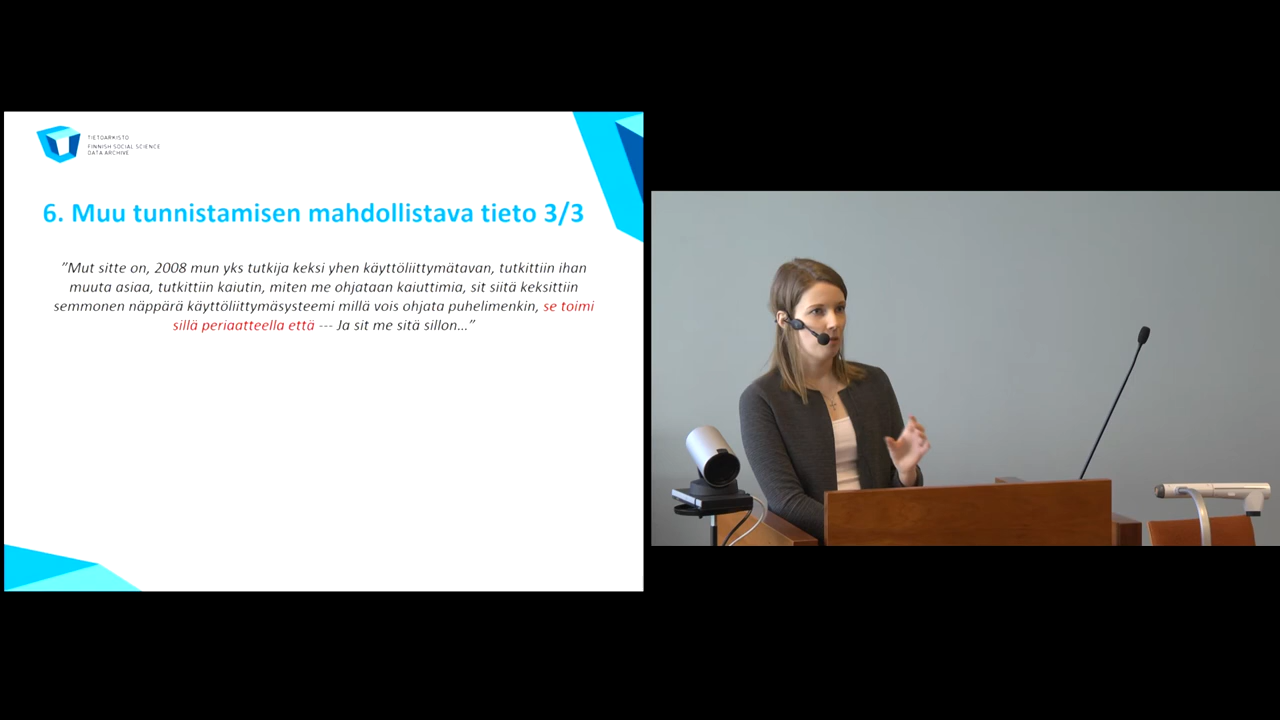 TIETOARKISTO
FINNISH SOCIAL SCIENCE
DATA ARCHIVE
6. Muu tunnistamisen mahdollistava tieto 3/3
”Mut sitte on, 2008 mun yks tutkija keksi yhen käyttöliittymätavan, tutkittiin ihan
muuta asiaa, tutkittiin kaiutin, miten me ohjataan kaiuttimia, sit siitä keksittiin
semmonen näppärä käyttöliittymäsysteemi millä vois ohjata puhelimenkin, se toimi
sillä periaatteella että --- Ja sit me sitä sillon…”